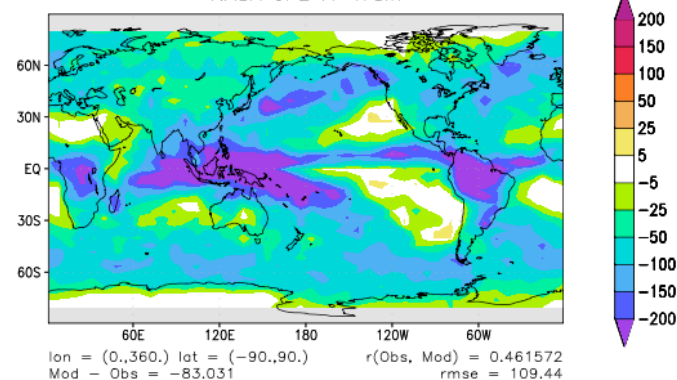 200
150
100
50
25
5
-5
-25
-50
-100
-150
-200
60N
30N
EQ
30S
60S
60E 120E 180 120W 60W
lon = (0.,360.) lat = (-90.,90.) r(Obs, Mod) = 0.461572
Mod - Obs = -83.031 rmse = 109.44